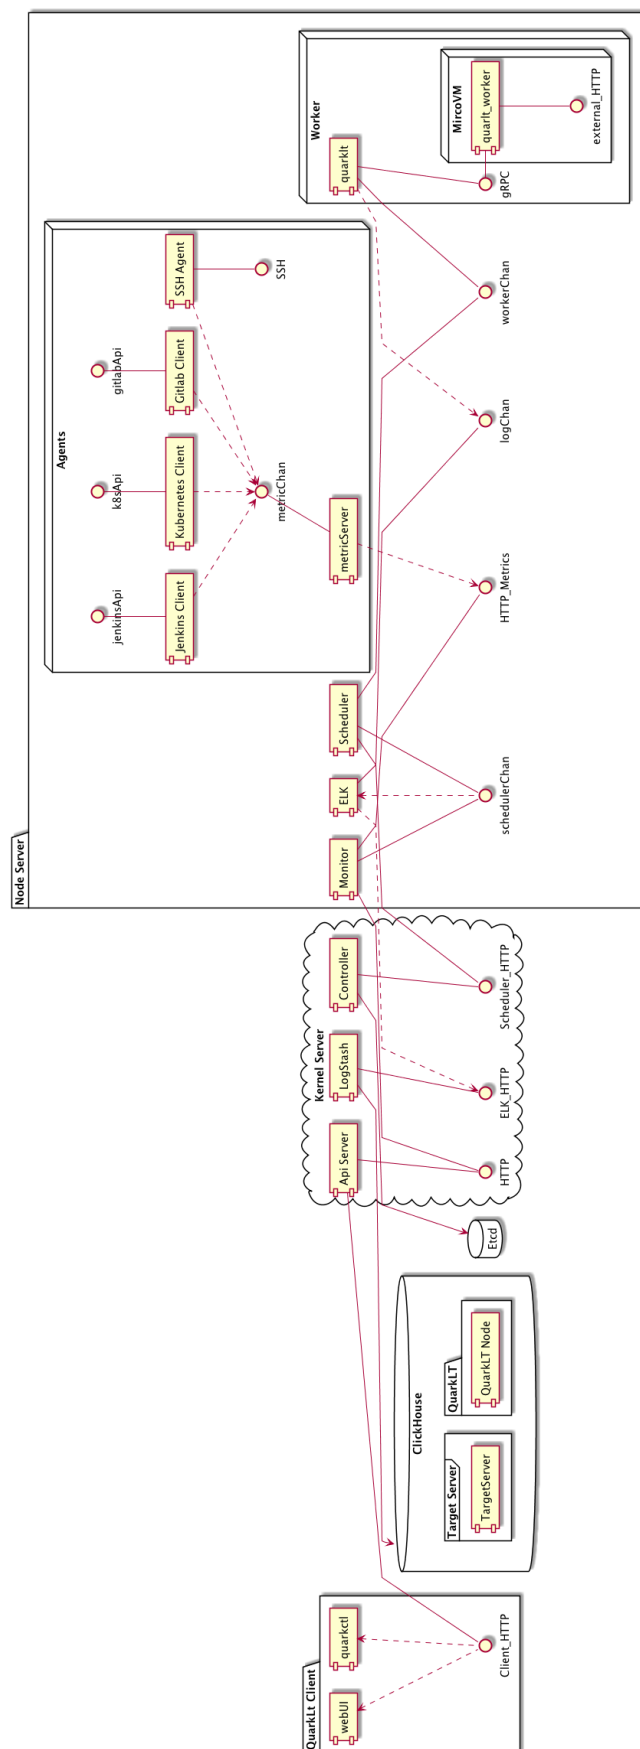 Node Server
Worker
MircoVM
quarlt_worker
external_HTTP
quarklt
gRPC
Agents
SSH Agent
SSH
gitlabApi
Gitlab Client
k8sApi
Kubernetes Client
jenkinsApi
Jenkins Client
metricChan
metricServer
workerChan
logChan
HTTP_Metrics
Scheduler
ELK
Monitor
schedulerChan
Kernel Server
Controller
LogStash
Api Server
Scheduler_HTTP
ELK_HTTP
HTTP
Etcd
ClickHouse
QuarkLT
QuarkLT Node
Target Server
TargetServer
QuarkLt Client
quarkctl
webUI
Client_HTTP